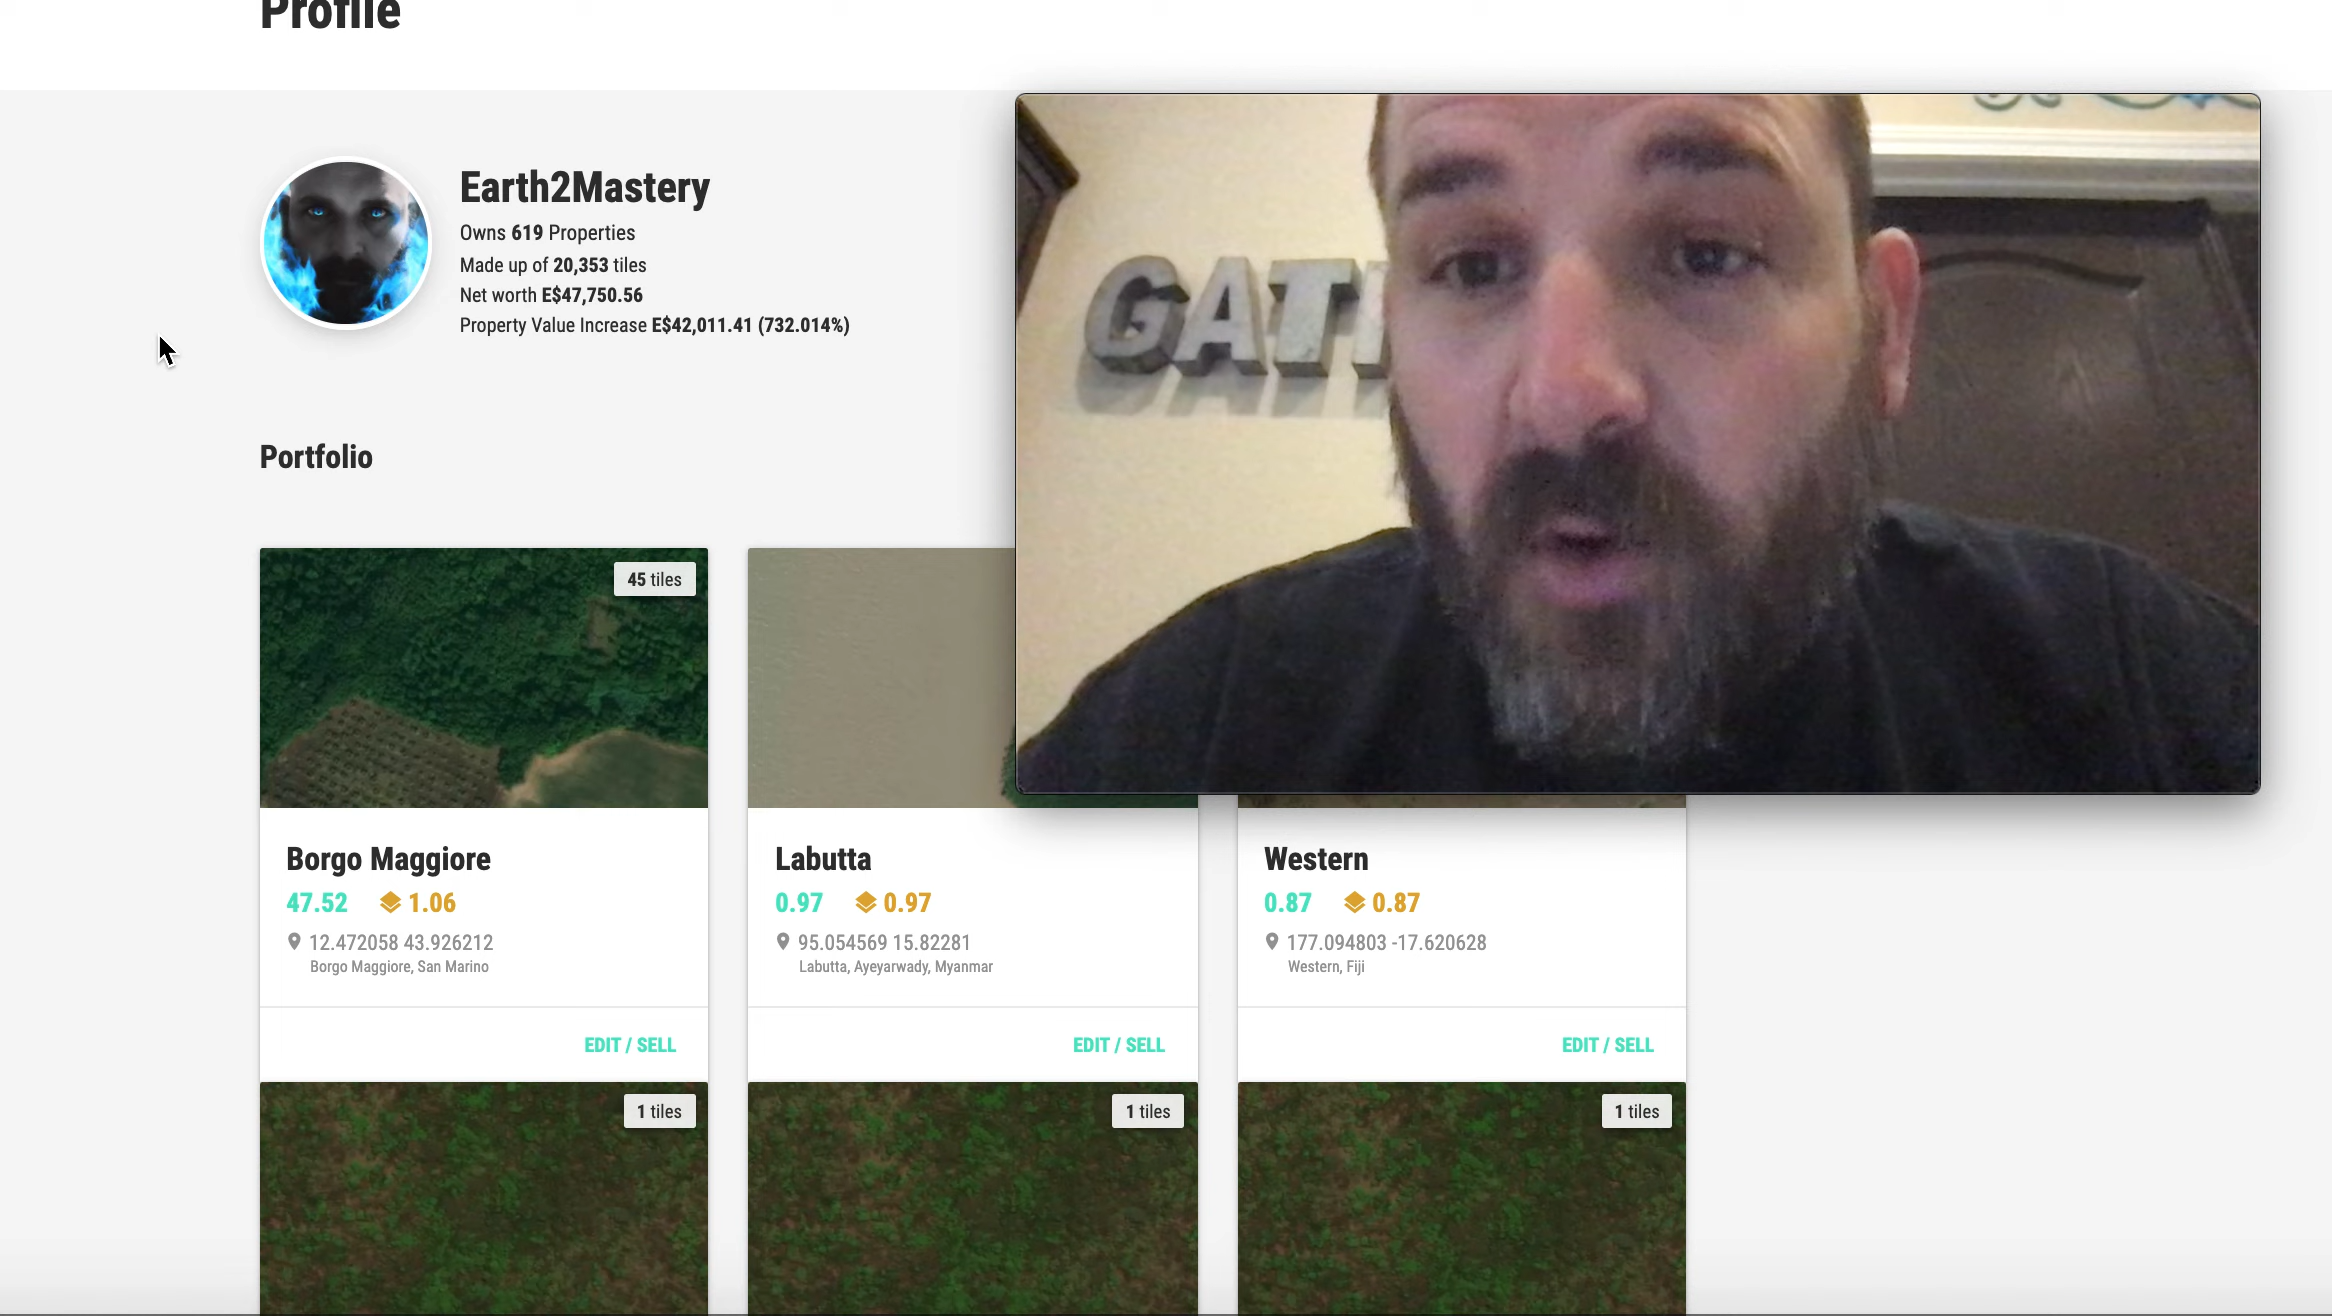 Profile
Earth2Mastery
Owns 619 Properties
Made up of 20,353 tiles
Net worth E$47,750.56
Property Value Increase E$42,011.41 (732.014%)
GAT
Portfolio
45 tiles
Borgo Maggiore
47.52 1.06
12.472058 43.926212
Borgo Maggiore, San Marino
EDIT / SELL
Labutta
0.97 0.97
95.054569 15.82281
Labutta, Ayeyarwady, Myanmar
EDIT / SELL
Western
0.87 0.87
177.094803 -17.620628
Western, Fiji
EDIT / SELL
1 tiles
1 tiles
1 tiles